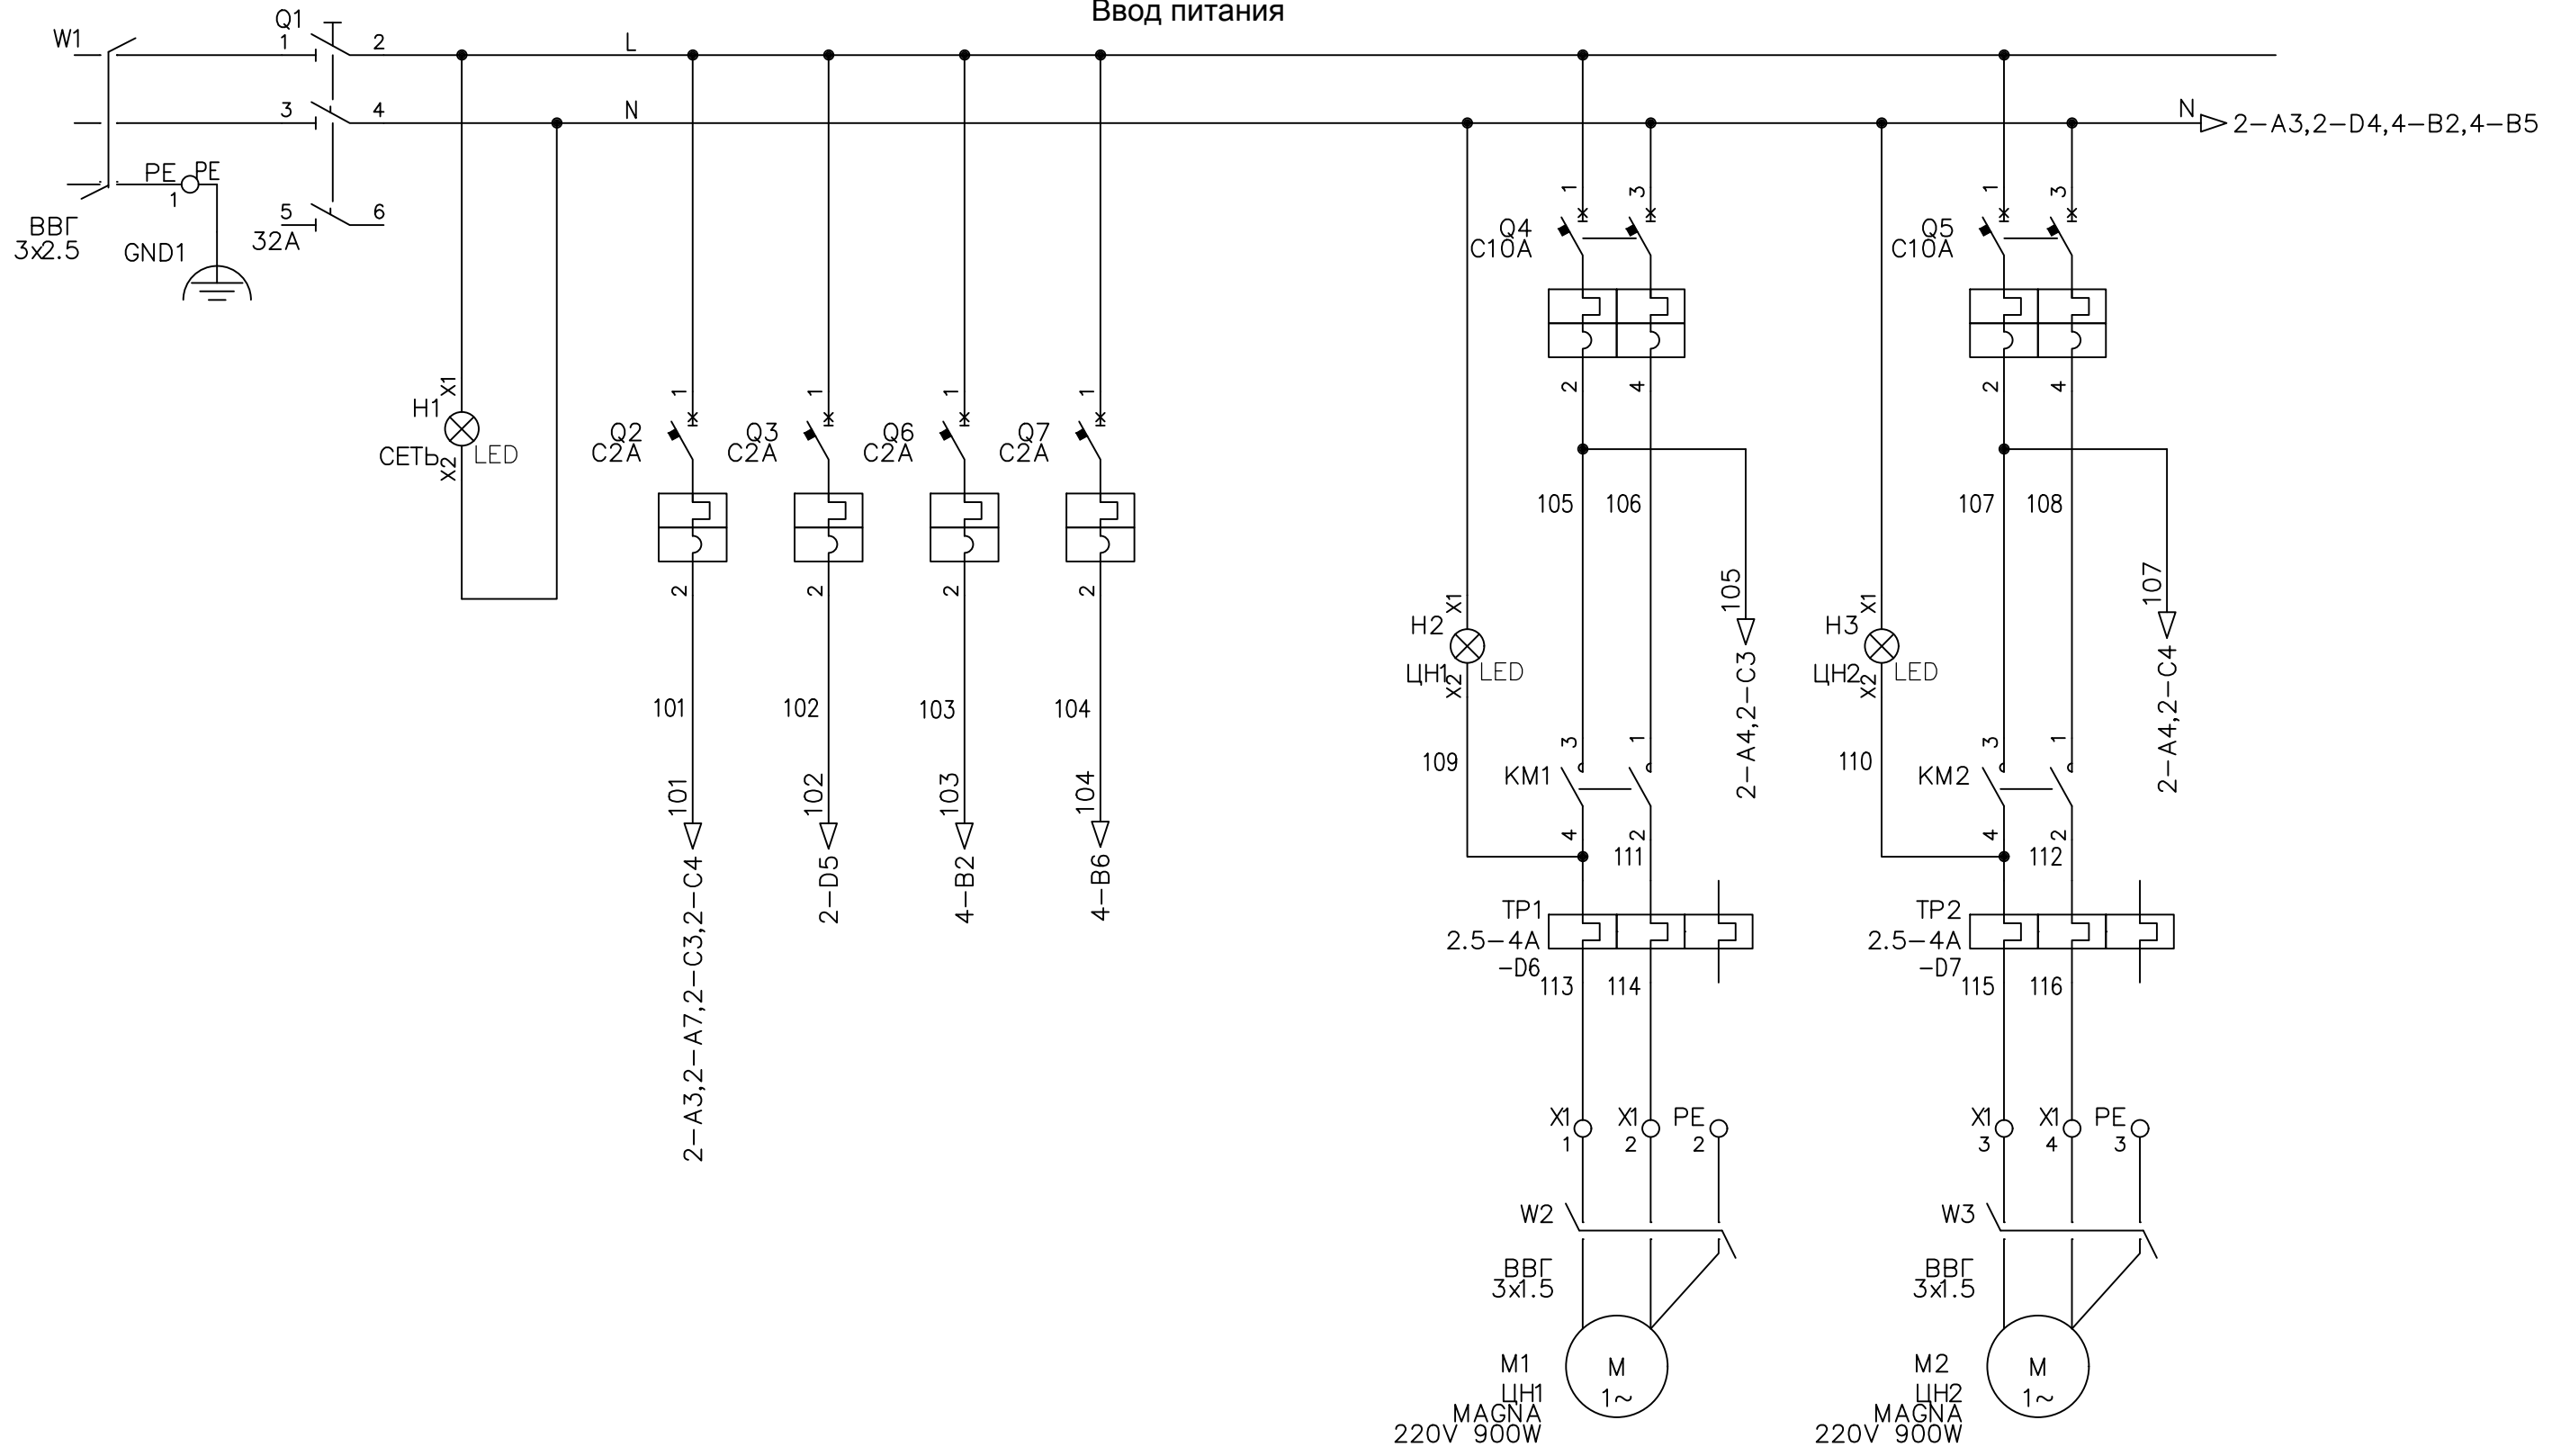 Ввод питания
W1
Q1
1
2
L
3
4
N
N
2-A3,2-D4,4-B2,4-B5
PE
PE
1
ВВГ
3x2.5
GND1
5
6
32A
1
3
Q4
C10A
2
4
1
3
Q5
C10A
2
4
X1
H1
СЕТЬ
LED
X2
1
Q2
C2A
2
1
Q3
C2A
2
1
Q6
C2A
2
1
Q7
C2A
2
105
106
107
108
X1
H2
ЦН1
LED
X2
105
2-A4,2-C3
X1
H3
ЦН2
LED
X2
107
2-A4,2-C4
101
102
103
104
109
110
3
1
KM1
4
2
111
3
1
KM2
4
2
112
101
2-A3,2-A7,2-C3,2-C4
102
2-D5
103
4-B2
104
4-B6
TP1
2.5-4A
-D6
113
114
TP2
2.5-4A
-D7
115
116
X1
1
X1
2
PE
2
X1
3
X1
4
PE
3
W2
W3
ВВГ
3x1.5
ВВГ
3x1.5
M1
ЦН1
MAGNA
220V 900W
M
1~
M2
ЦН2
MAGNA
220V 900W
M
1~